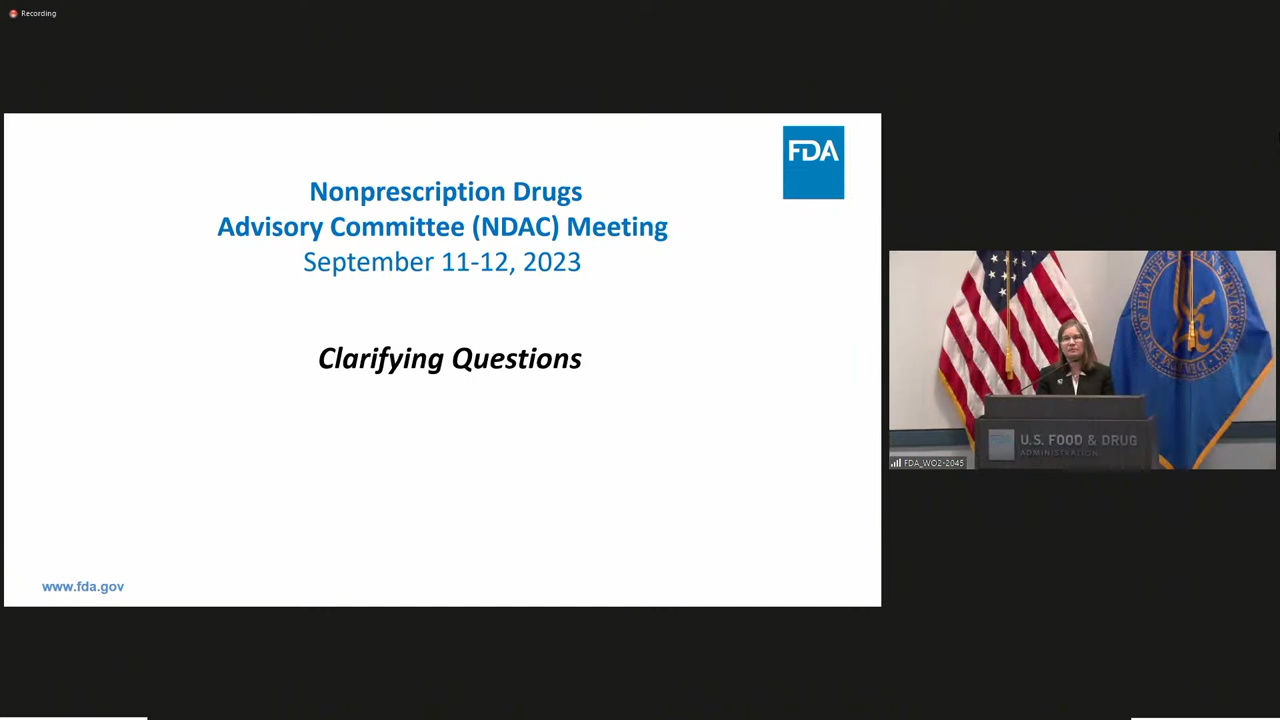 Recording
FDA
Nonprescription Drugs
Advisory Committee (NDAC) Meeting
September 11-12, 2023
Clarifying Questions
www.fda.gov
U.S. FOOD & DRUG
ADMINISTRATION
FDA_WO2-2045